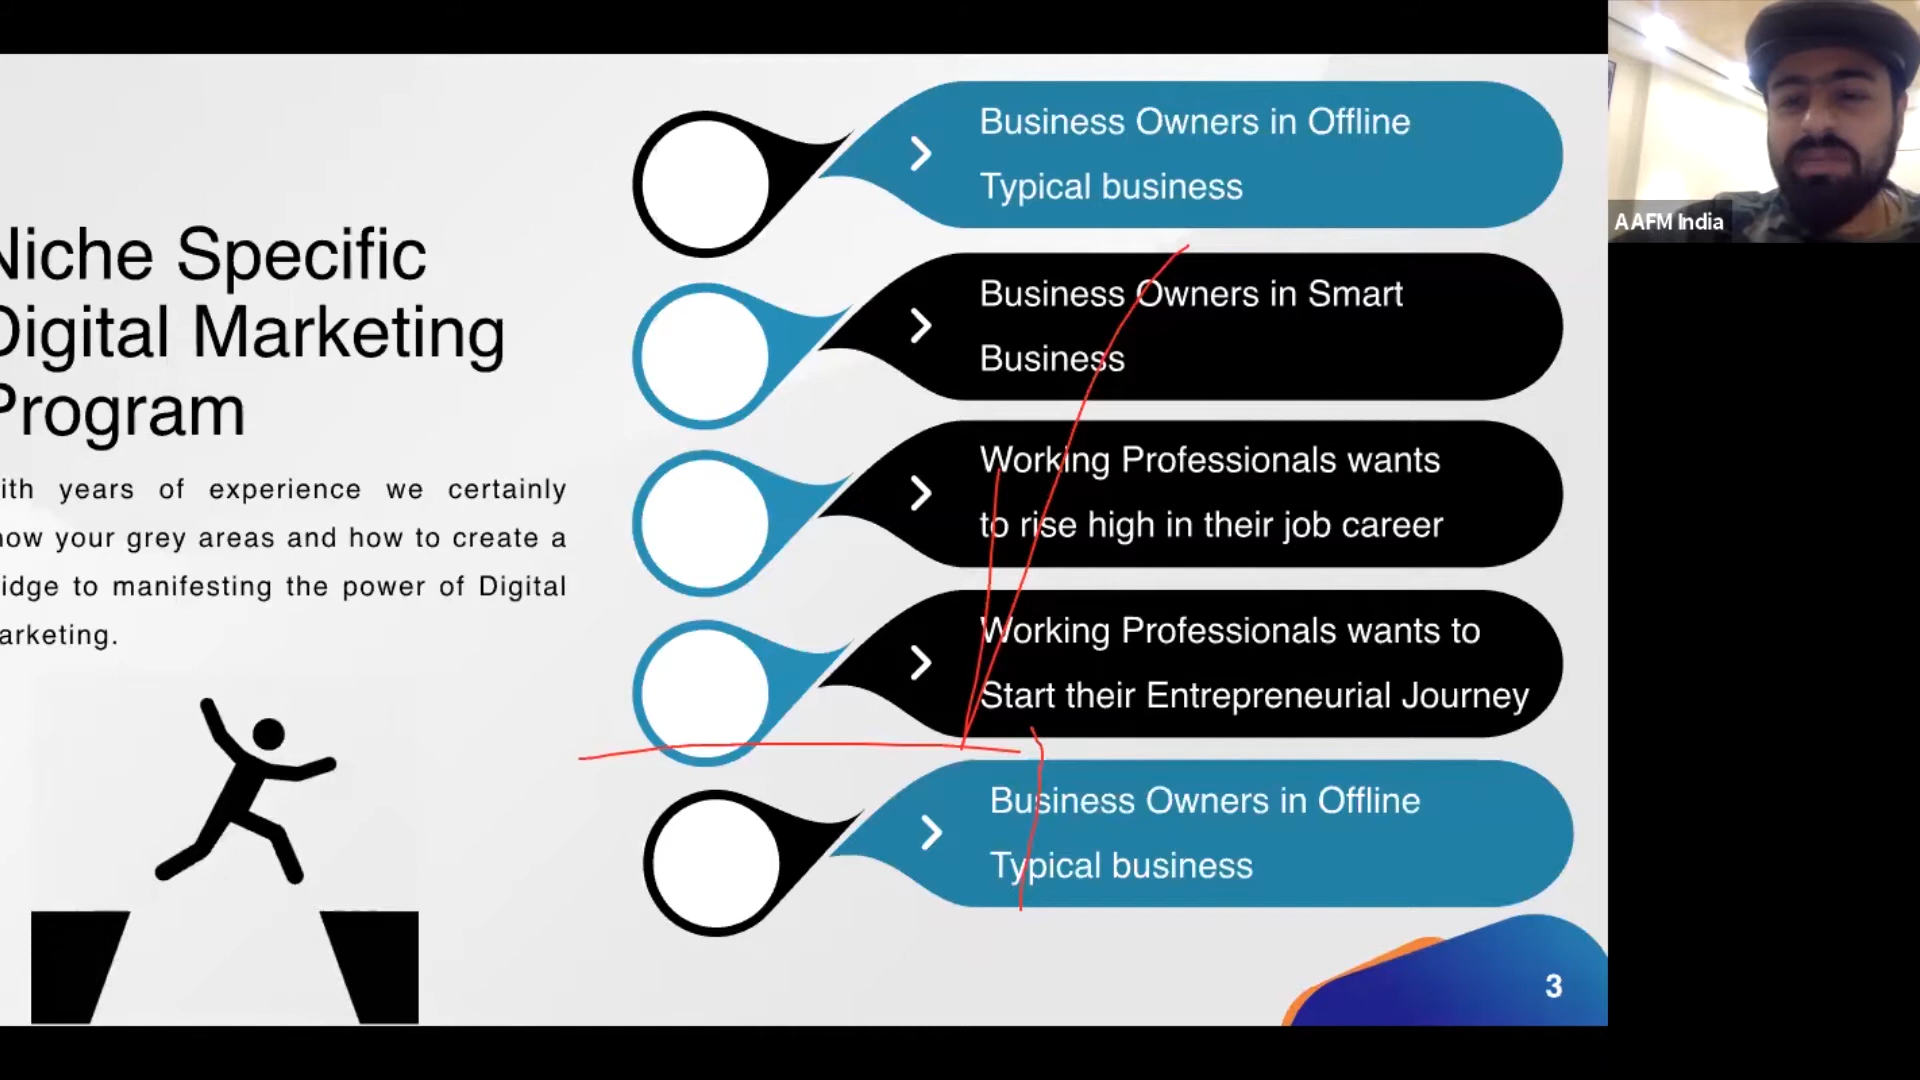 Niche Specific
Digital Marketing
Program
ith years of experience we certainly
now your grey areas and how to create a
idge to manifesting the power of Digital
arketing.
Business Owners in Offline
Typical business
Business Owners in Smart
Business
Working Professionals wants
to rise high in their job career
Working Professionals wants to
Start their Entrepreneurial Journey
Business Owners in Offline
Typical business
3
AAFM India